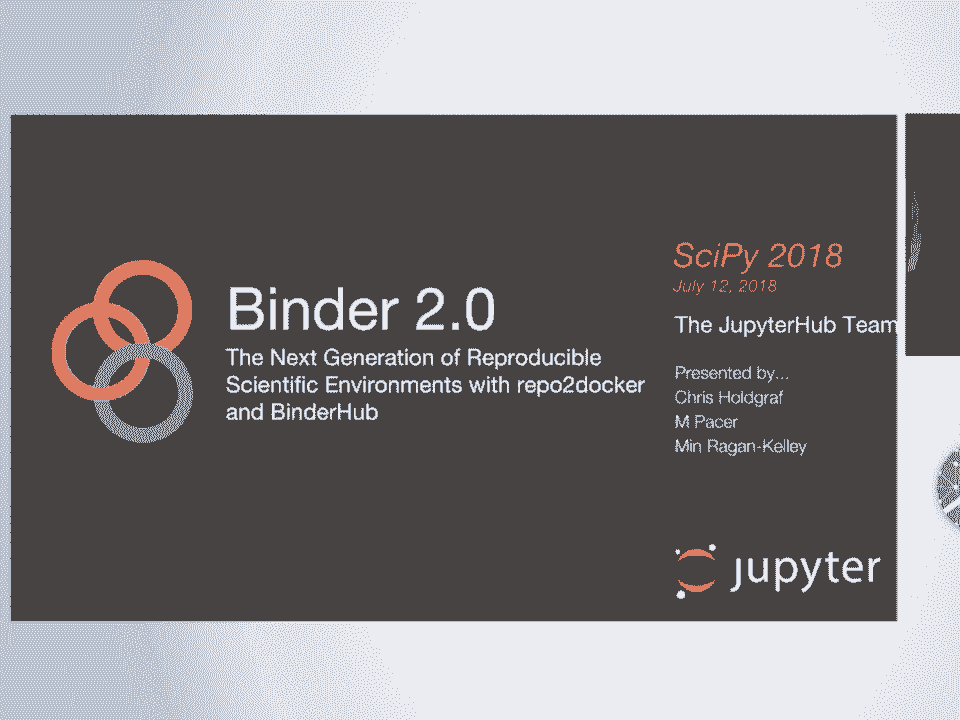 Binder 2.0
The Next Generation of Reproducible
Scientific Environments with repo2docker
and BinderHub
SciPy 2018
July 12, 2018
The JupyterHub Team
Presented by...
Chris Holdgraf
M Pacer
Min Ragan-Kelley
jupyter